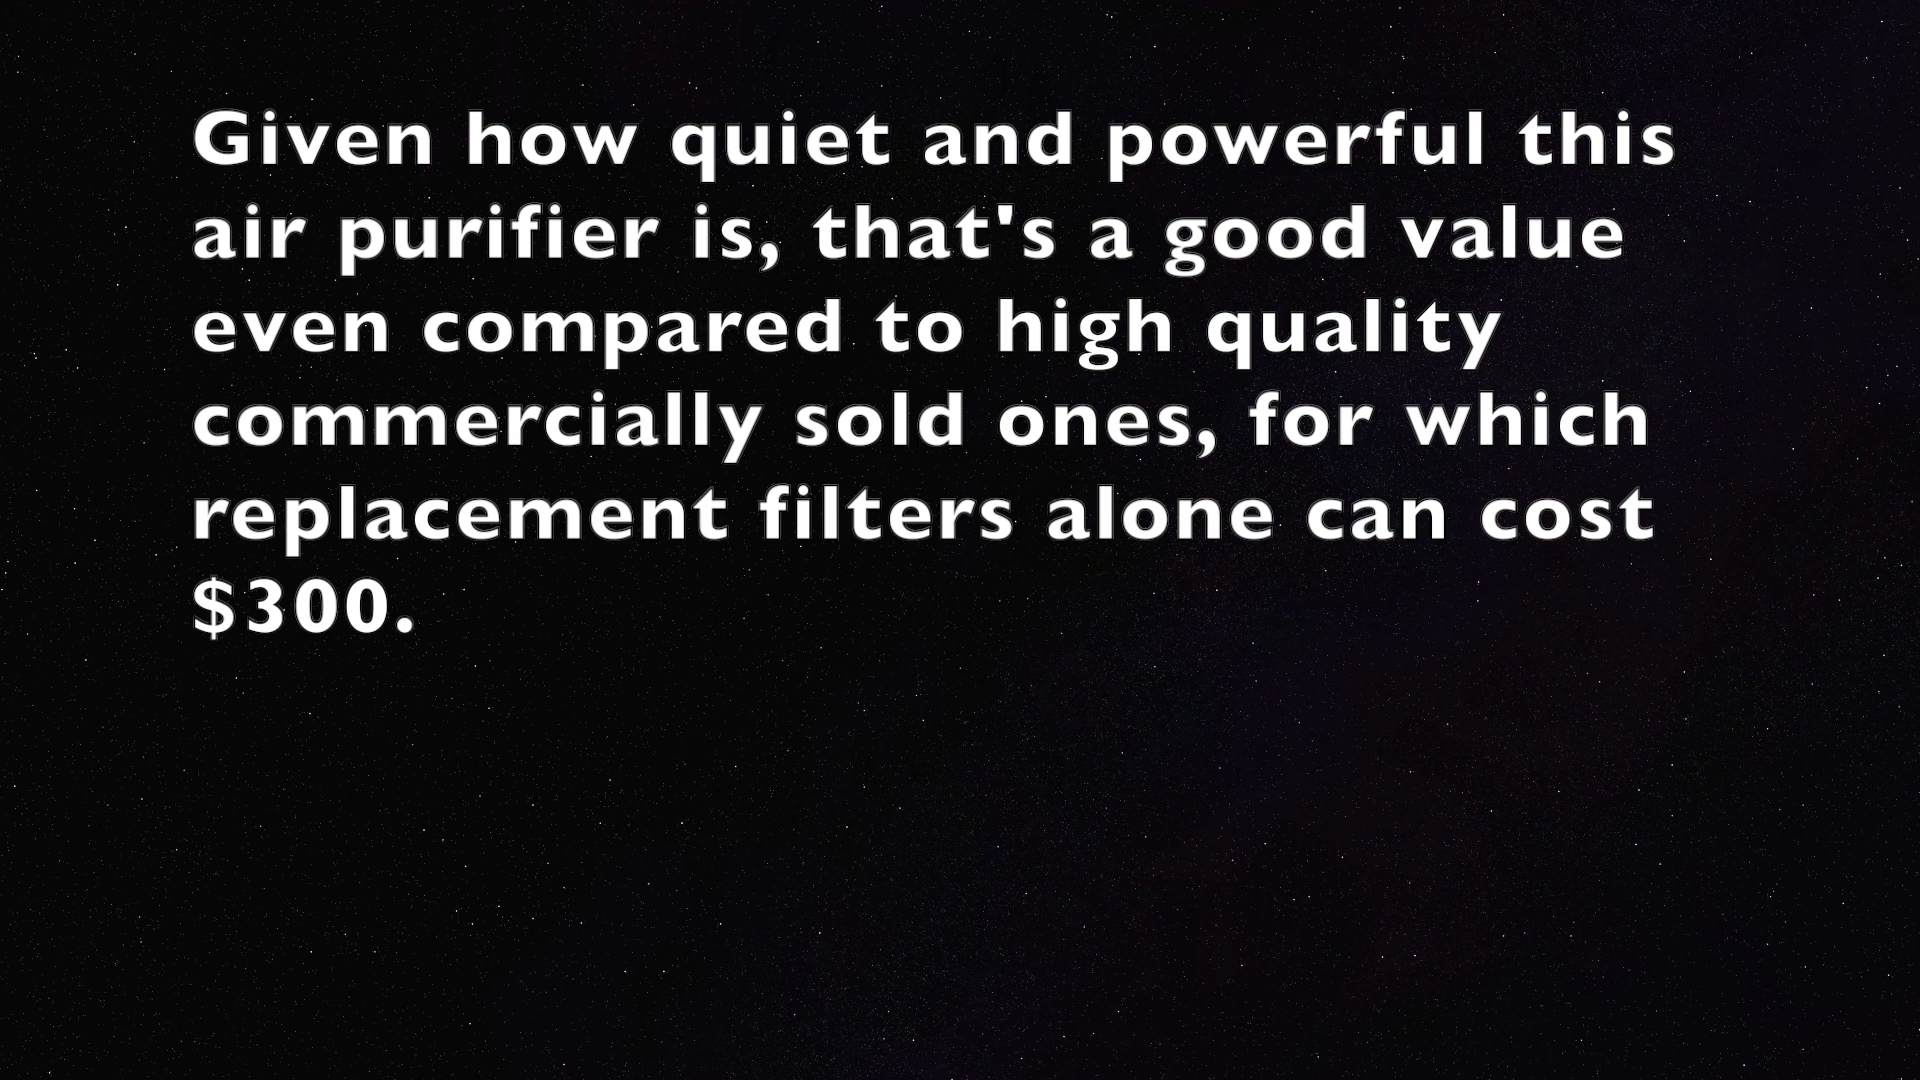 Given how quiet and powerful this
air purifier is, that's a good value
even compared to high quality
commercially sold ones, for which
replacement filters alone can cost
$300.